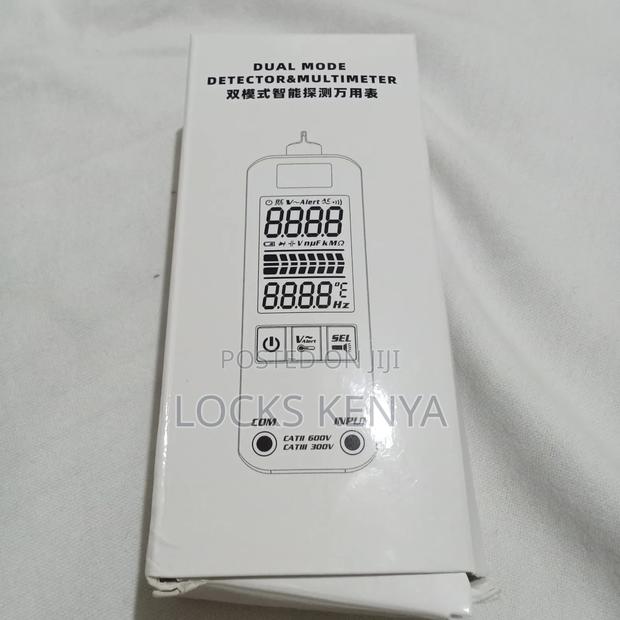 DUAL MODE
DETECTOR&MULTIMETER
双模式智能探测万用表
V~Alert
8.8.8.8
VnμFkMΩ
8.8.8.8 °C
Hz
V~
Alert
SEL
POSTED ON JIJI
LOCKS KENYA
COM
INPUT
CATII 600V
CATIII 300V